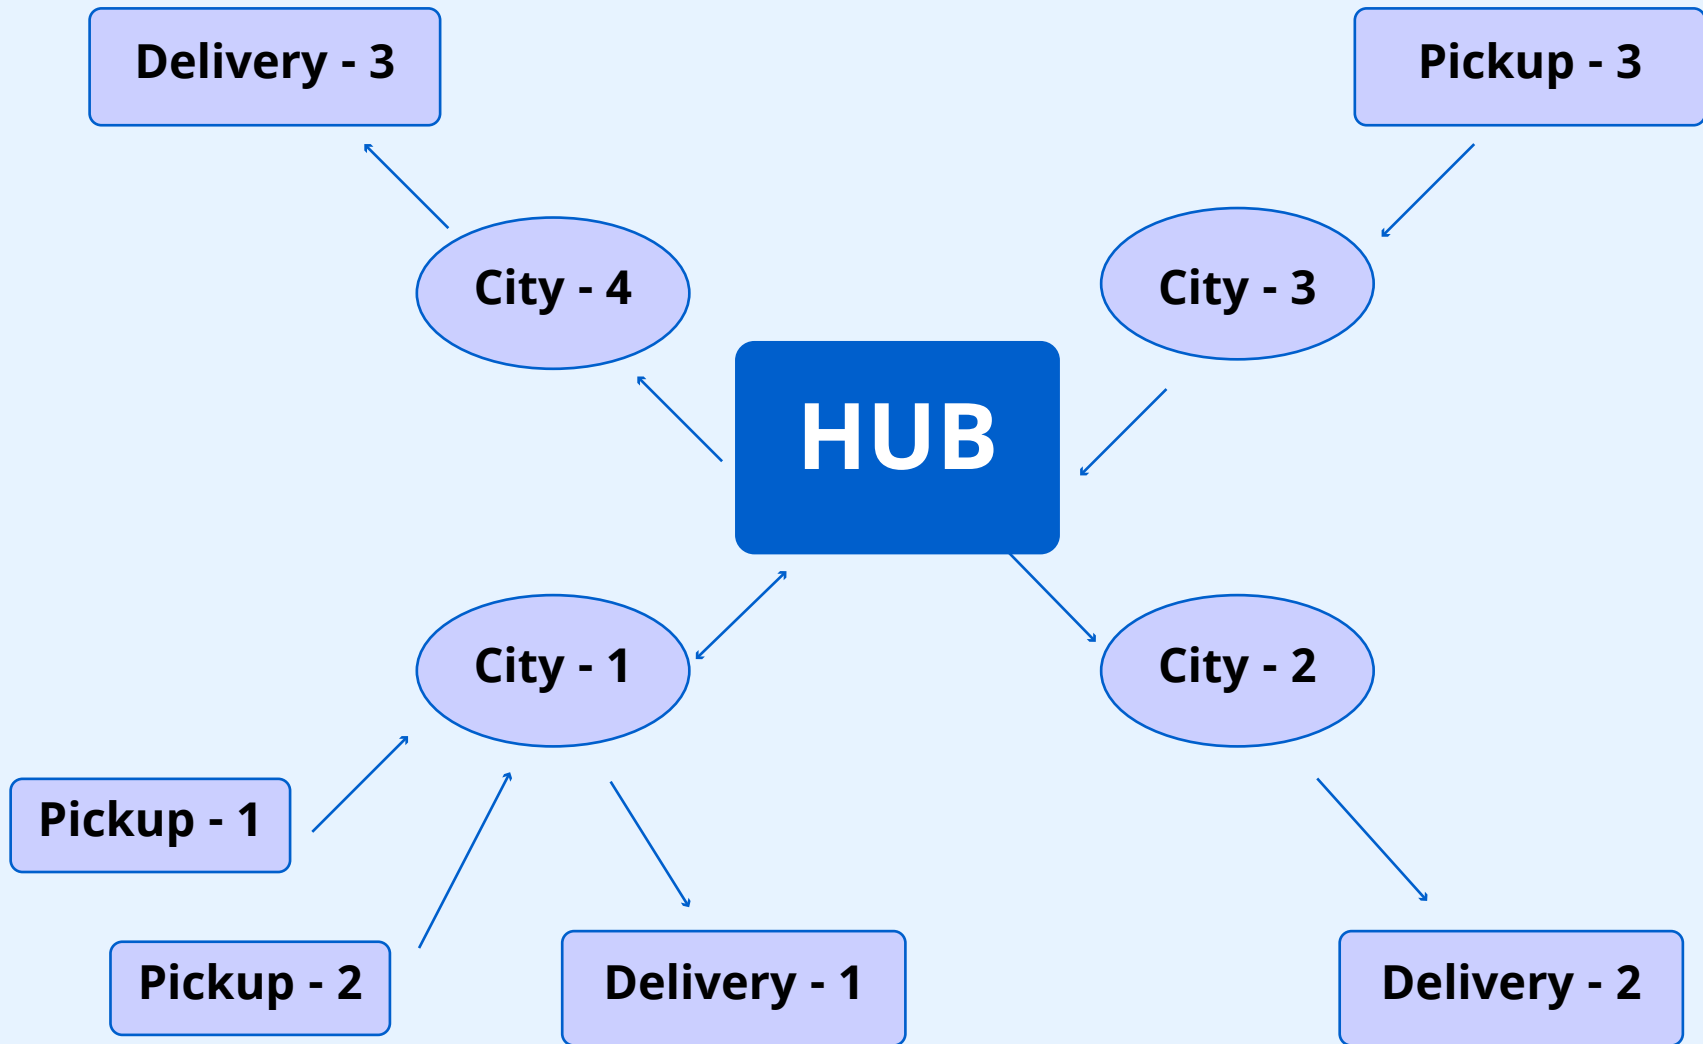 Delivery - 3
Pickup - 3
City - 4
City - 3
HUB
City - 1
City - 2
Pickup - 1
Pickup - 2
Delivery - 1
Delivery - 2